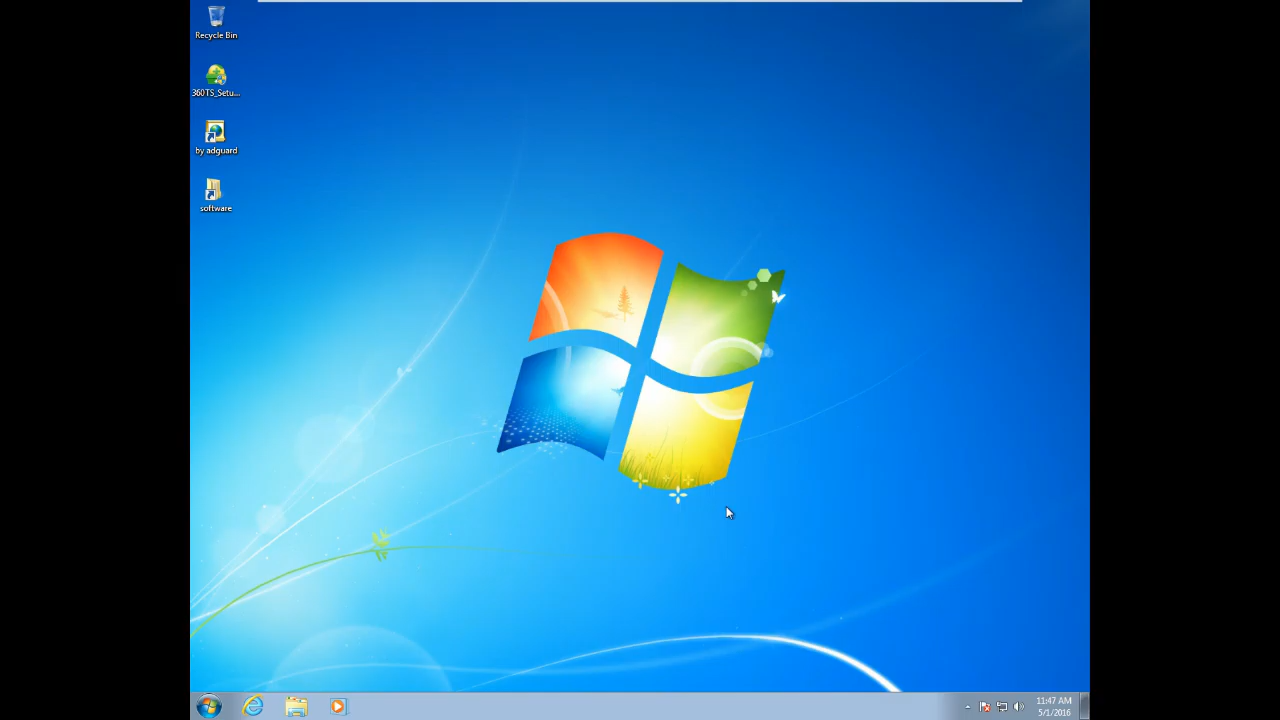 Recycle Bin
360TS_Setu...
by adguard
software
11:47 AM
5/1/2016